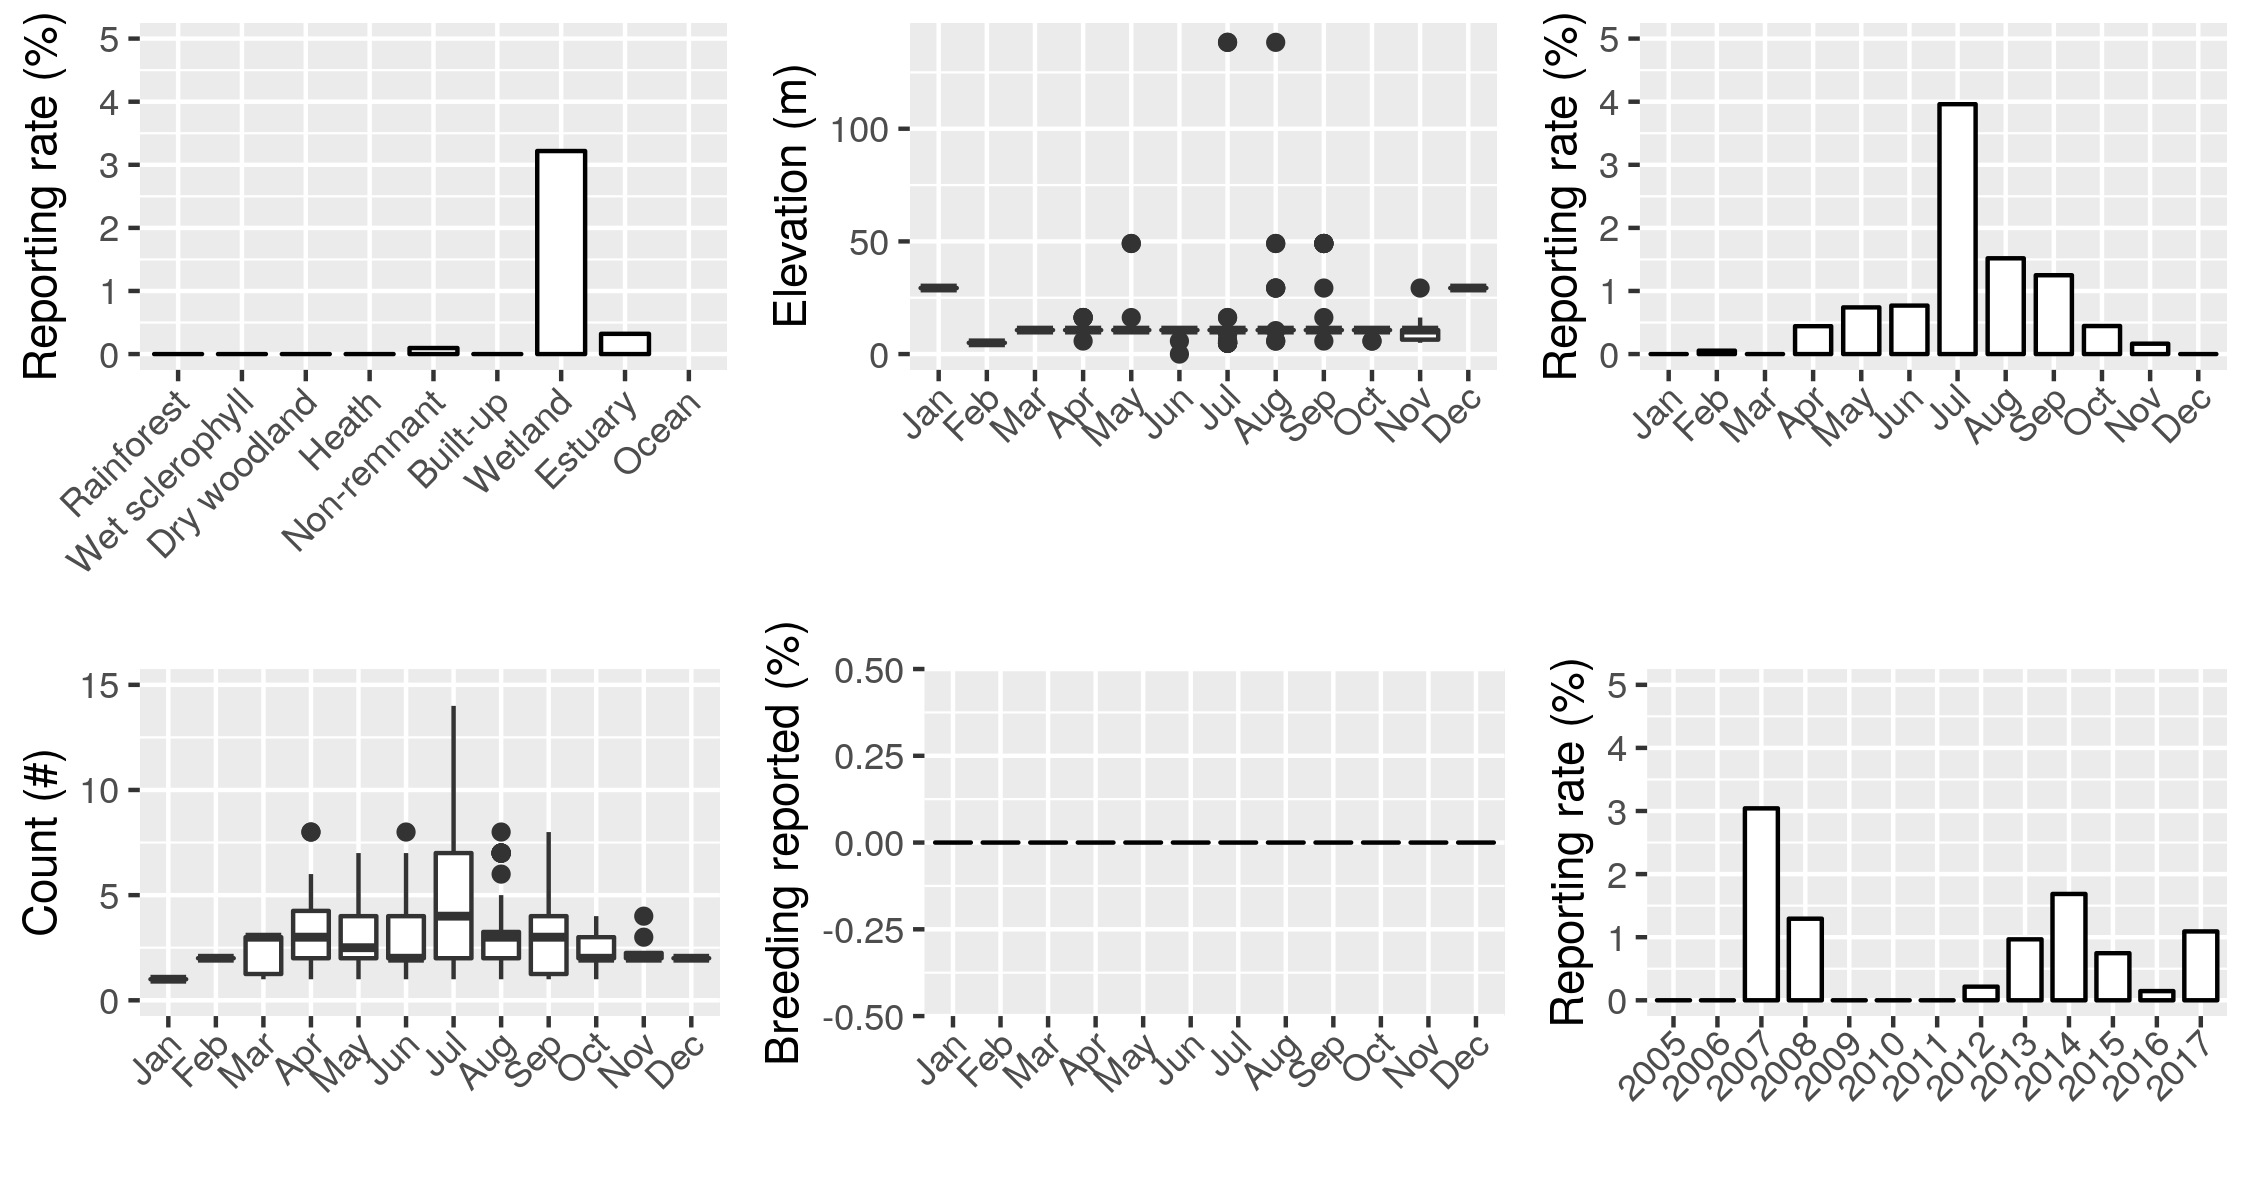 Reporting rate (%)
5
4
3
2
1
0
Rainforest
Wet sclerophyll
Dry woodland
Heath
Non-remnant
Built-up
Wetland
Estuary
Ocean
Elevation (m)
100
50
0
Jan
Feb
Mar
Apr
May
Jun
Jul
Aug
Sep
Oct
Nov
Dec
Reporting rate (%)
5
4
3
2
1
0
Jan
Feb
Mar
Apr
May
Jun
Jul
Aug
Sep
Oct
Nov
Dec
Count (#)
15
10
5
0
Jan
Feb
Mar
Apr
May
Jun
Jul
Aug
Sep
Oct
Nov
Dec
Breeding reported (%)
0.50
0.25
0.00
-0.25
-0.50
Jan
Feb
Mar
Apr
May
Jun
Jul
Aug
Sep
Oct
Nov
Dec
Reporting rate (%)
5
4
3
2
1
0
2005
2006
2007
2008
2009
2010
2011
2012
2013
2014
2015
2016
2017